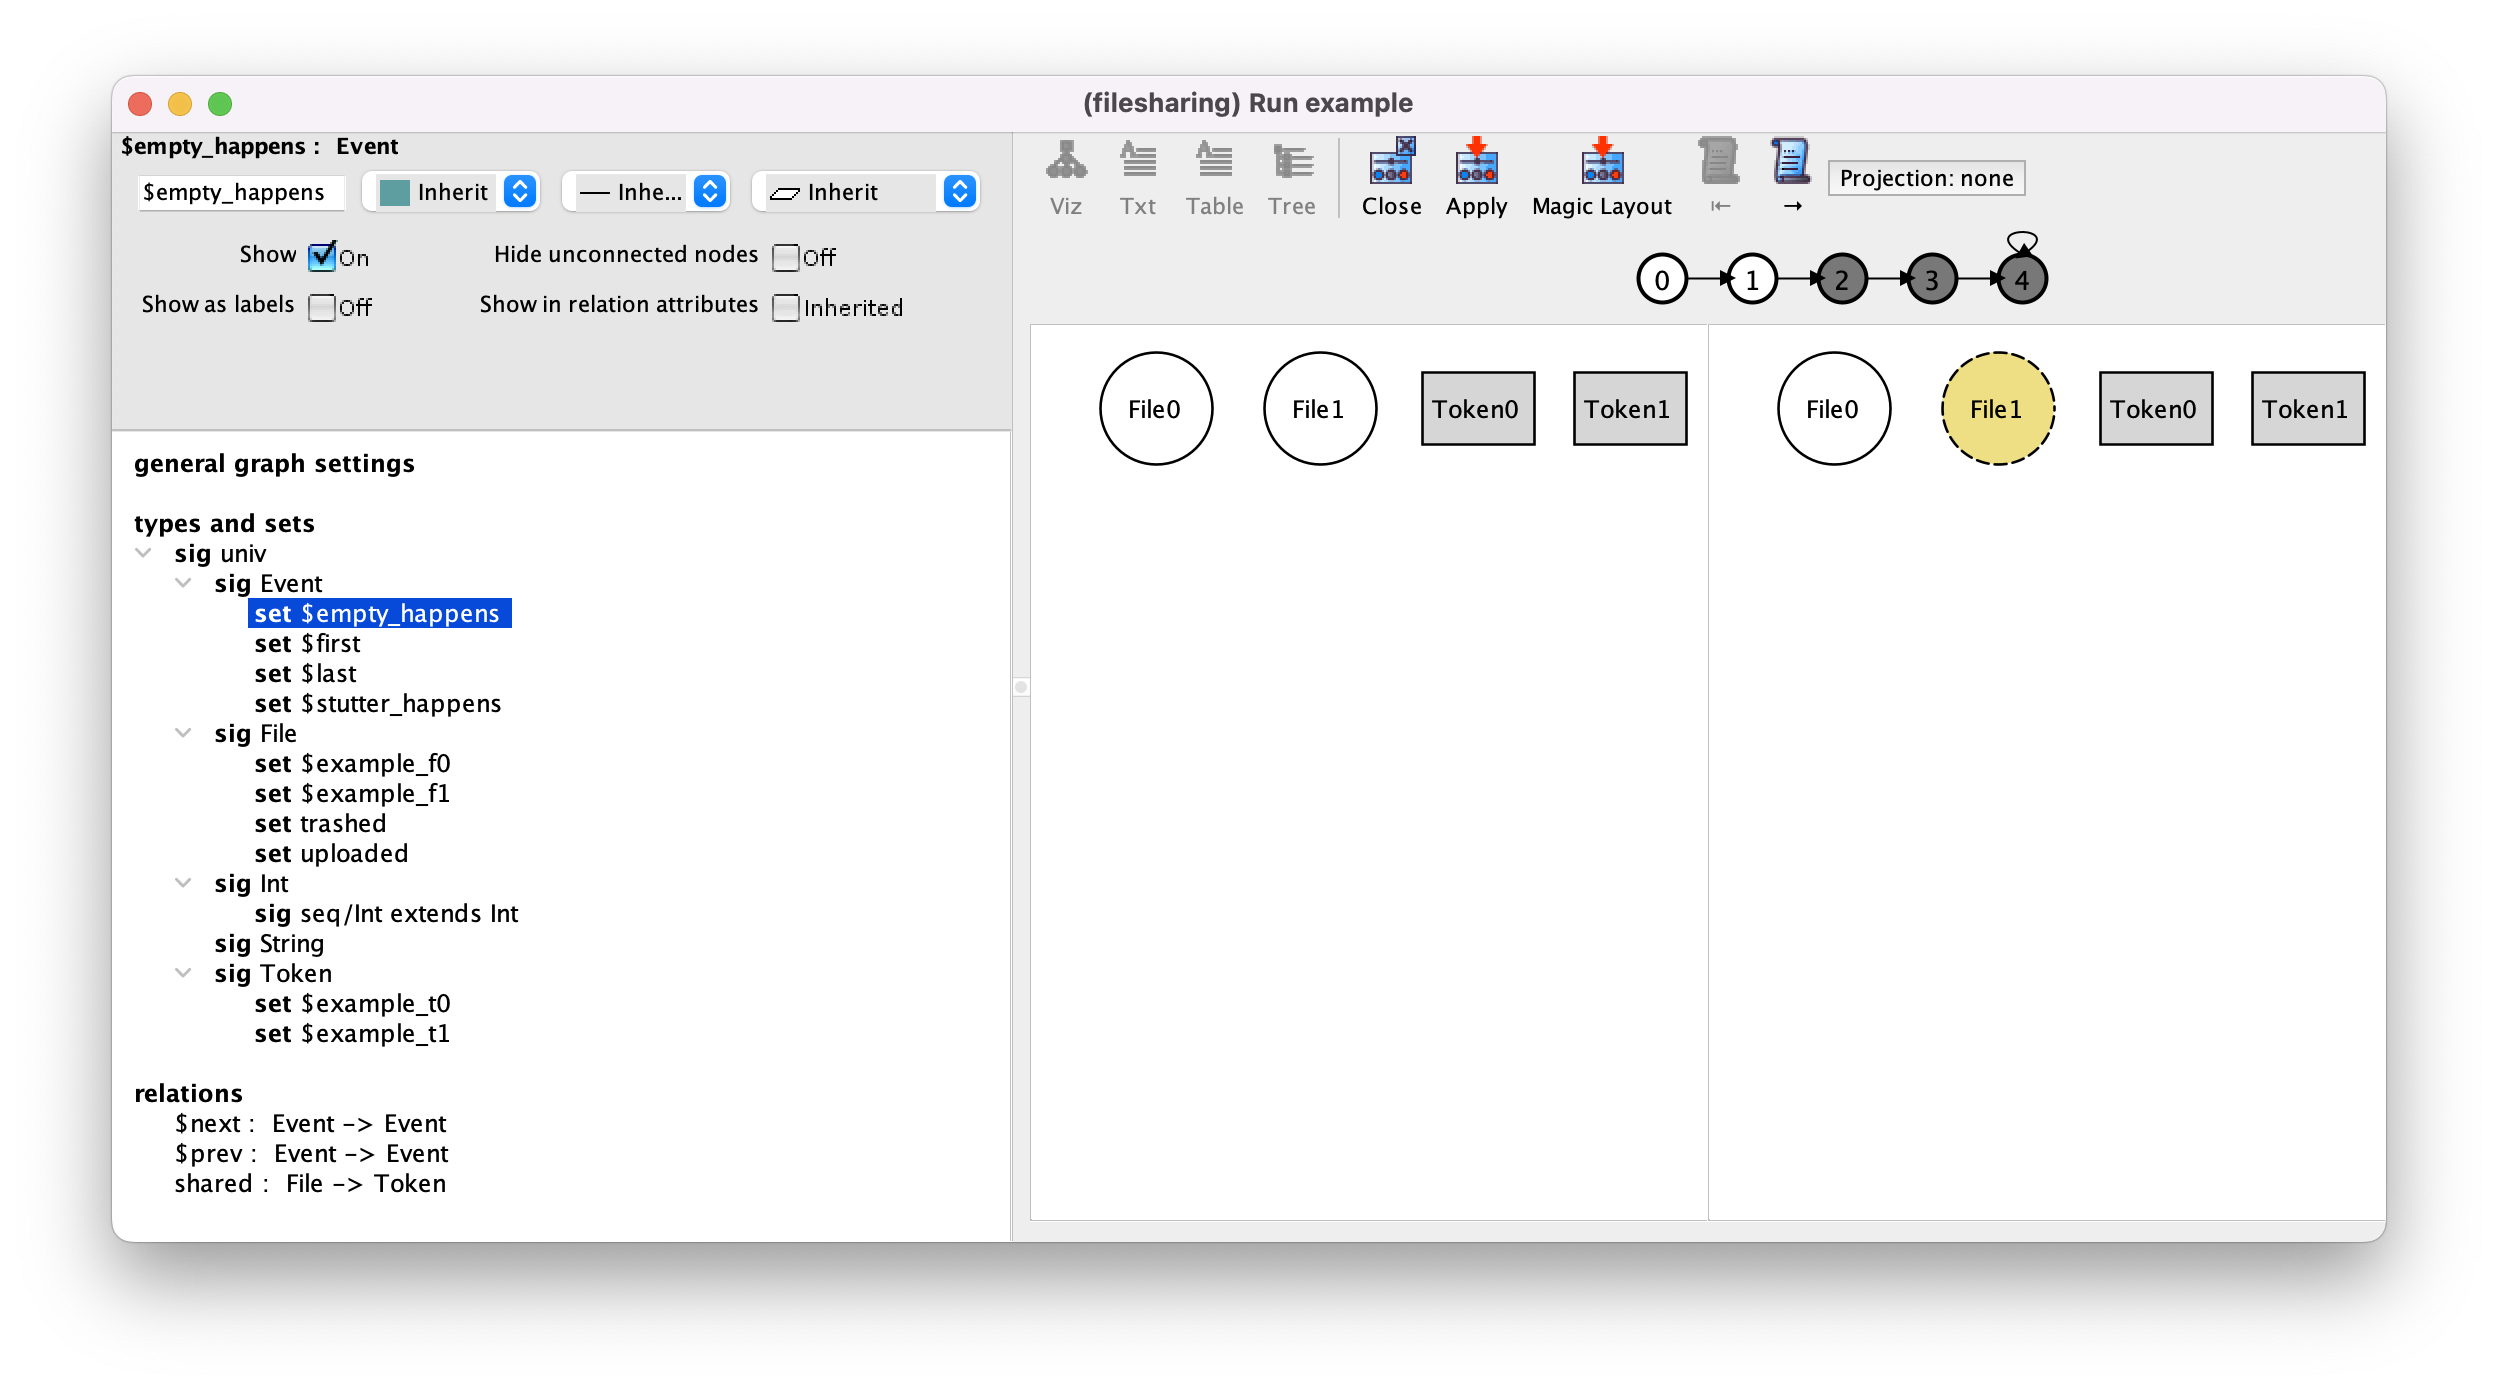 (filesharing) Run example
$empty_happens : Event
$empty_happens Inherit Inhe... Inherit
Show On Hide unconnected nodes Off
Show as labels Off Show in relation attributes Inherited
general graph settings
types and sets
sig univ
sig Event
set $empty_happens
set $first
set $last
set $stutter_happens
sig File
set $example_f0
set $example_f1
set trashed
set uploaded
sig Int
sig seq/Int extends Int
sig String
sig Token
set $example_t0
set $example_t1
relations
$next : Event -> Event
$prev : Event -> Event
shared : File -> Token
Viz Txt Table Tree Close Apply Magic Layout ⇤ → Projection: none
0 1 2 3 4
File0 File1 Token0 Token1
File0 File1 Token0 Token1